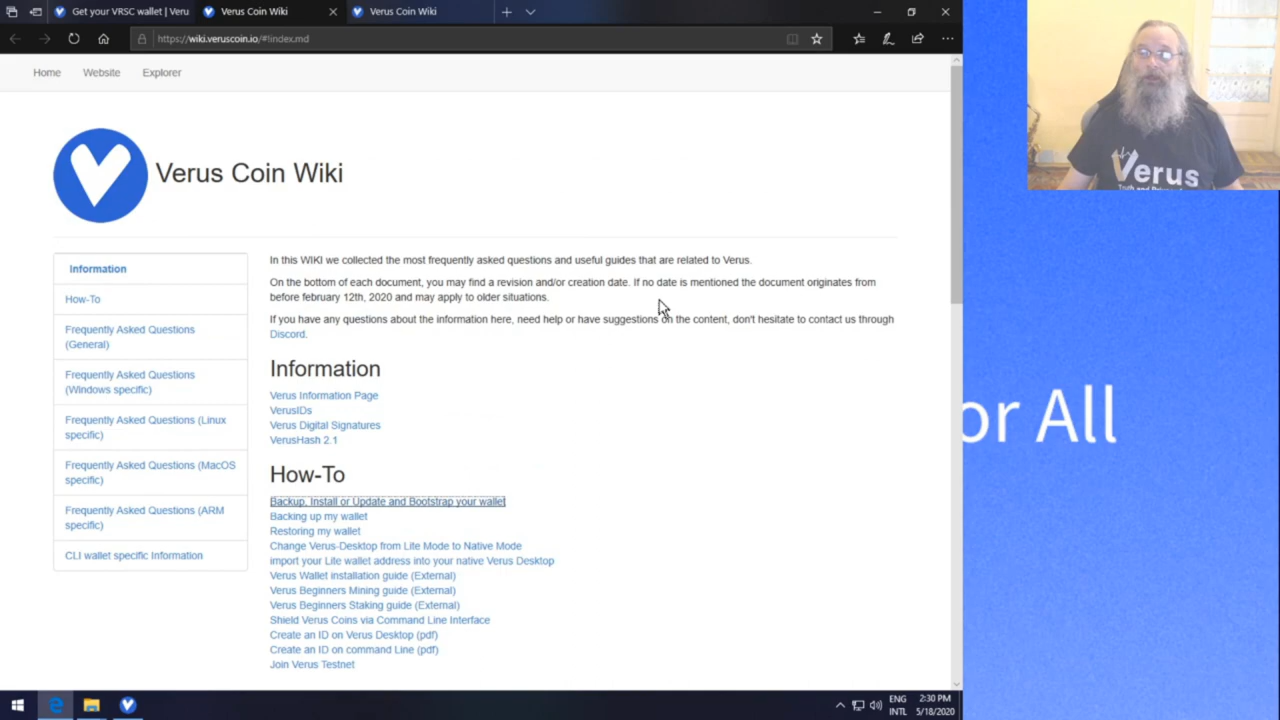 Get your VRSC wallet | Veru
Verus Coin Wiki
Verus Coin Wiki
https://wiki.veruscoin.io/#!index.md
Home
Website
Explorer
Verus Coin Wiki
Information
How-To
Frequently Asked Questions
(General)
Frequently Asked Questions
(Windows specific)
Frequently Asked Questions (Linux
specific)
Frequently Asked Questions (MacOS
specific)
Frequently Asked Questions (ARM
specific)
CLI wallet specific Information
In this WIKI we collected the most frequently asked questions and useful guides that are related to Verus.
On the bottom of each document, you may find a revision and/or creation date. If no date is mentioned the document originates from
before february 12th, 2020 and may apply to older situations.
If you have any questions about the information here, need help or have suggestions on the content, don't hesitate to contact us through
Discord.
Information
Verus Information Page
VerusIDs
Verus Digital Signatures
VerusHash 2.1
How-To
Backup, Install or Update and Bootstrap your wallet
Backing up my wallet
Restoring my wallet
Change Verus-Desktop from Lite Mode to Native Mode
import your Lite wallet address into your native Verus Desktop
Verus Wallet installation guide (External)
Verus Beginners Mining guide (External)
Verus Beginners Staking guide (External)
Shield Verus Coins via Command Line Interface
Create an ID on Verus Desktop (pdf)
Create an ID on command Line (pdf)
Join Verus Testnet
Verus
Truth and
or All
ENG
INTL
2:30 PM
5/18/2020